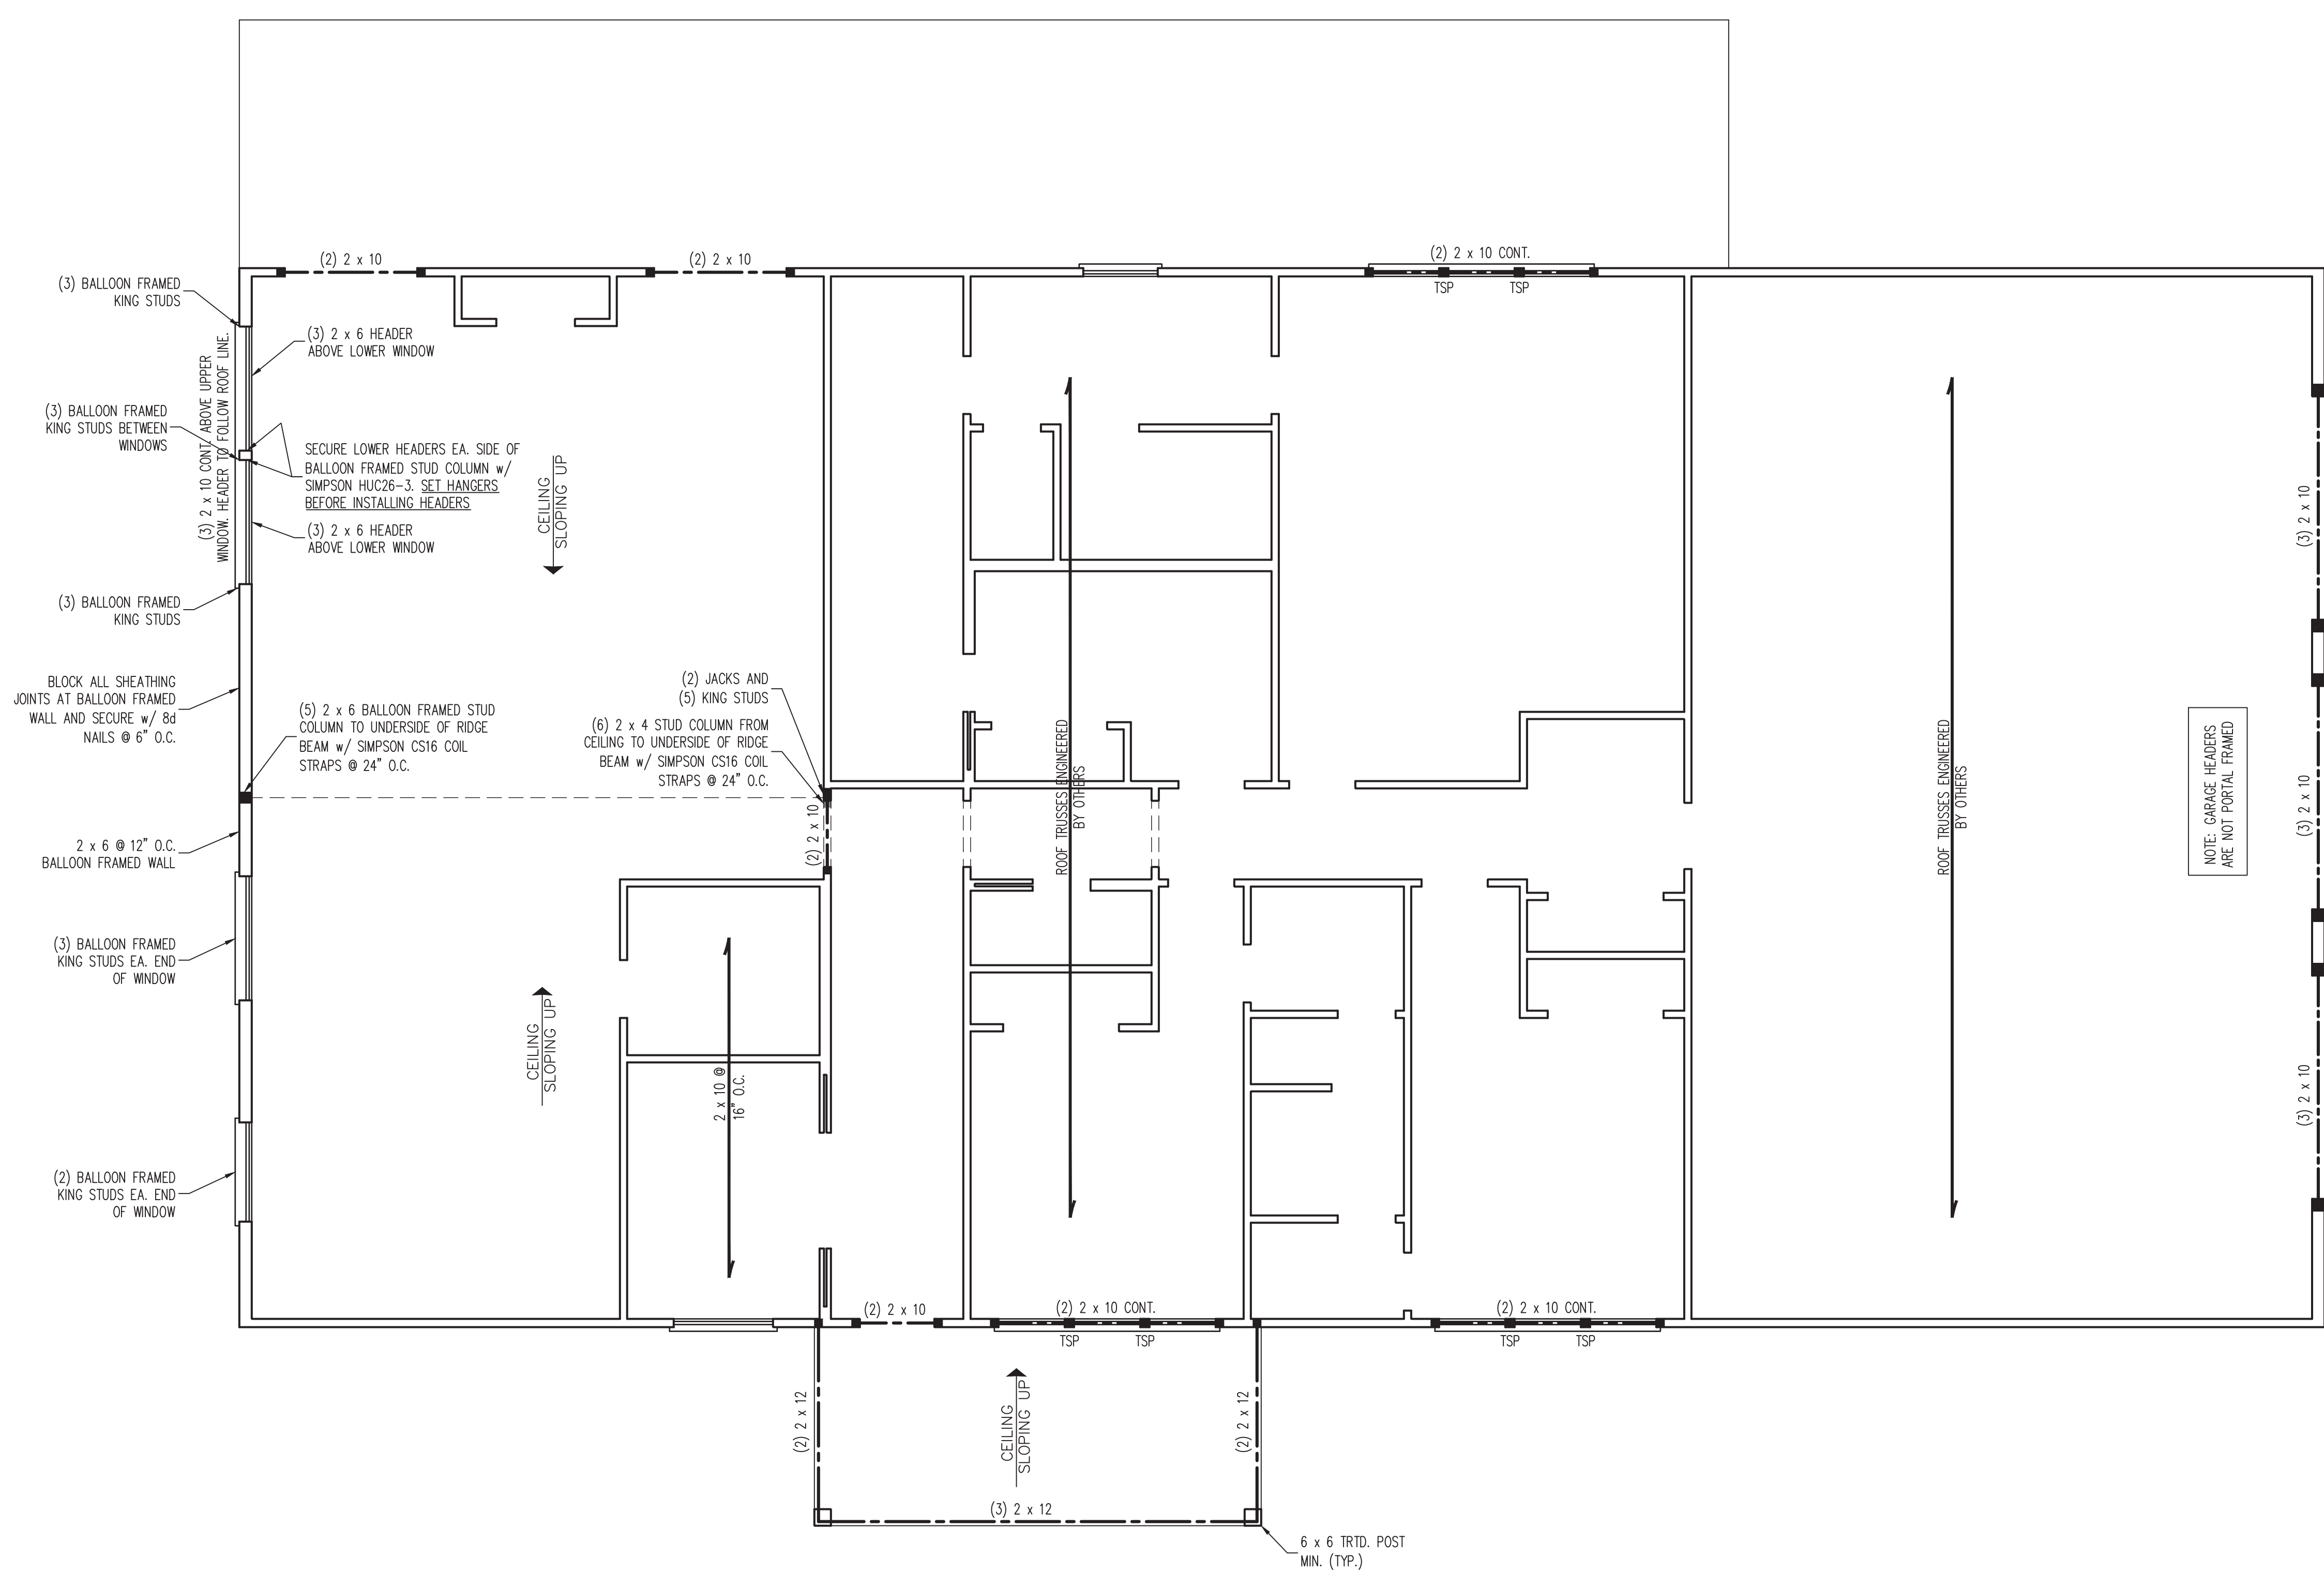 (2) 2 x 10
(2) 2 x 10
(2) 2 x 10 CONT.
TSP
TSP
(3) BALLOON FRAMED
KING STUDS
(3) 2 x 6 HEADER
ABOVE LOWER WINDOW
(3) 2 x 10 CONT. ABOVE UPPER
WINDOW. HEADER TO FOLLOW ROOF LINE.
(3) BALLOON FRAMED
KING STUDS BETWEEN
WINDOWS
SECURE LOWER HEADERS EA. SIDE OF
BALLOON FRAMED STUD COLUMN w/
SIMPSON HUC26-3. SET HANGERS
BEFORE INSTALLING HEADERS
CEILING
SLOPING UP
(3) 2 x 6 HEADER
ABOVE LOWER WINDOW
(3) BALLOON FRAMED
KING STUDS
BLOCK ALL SHEATHING
JOINTS AT BALLOON FRAMED
WALL AND SECURE w/ 8d
NAILS @ 6" O.C.
(5) 2 x 6 BALLOON FRAMED STUD
COLUMN TO UNDERSIDE OF RIDGE
BEAM w/ SIMPSON CS16 COIL
STRAPS @ 24" O.C.
(2) JACKS AND
(5) KING STUDS
(6) 2 x 4 STUD COLUMN FROM
CEILING TO UNDERSIDE OF RIDGE
BEAM w/ SIMPSON CS16 COIL
STRAPS @ 24" O.C.
(2) 2 x 10
ROOF TRUSSES ENGINEERED
BY OTHERS
ROOF TRUSSES ENGINEERED
BY OTHERS
NOTE: GARAGE HEADERS
ARE NOT PORTAL FRAMED
(3) 2 x 10
(3) 2 x 10
(3) 2 x 10
2 x 6 @ 12" O.C.
BALLOON FRAMED WALL
(3) BALLOON FRAMED
KING STUDS EA. END
OF WINDOW
CEILING
SLOPING UP
2 x 10 @
16" O.C.
(2) BALLOON FRAMED
KING STUDS EA. END
OF WINDOW
(2) 2 x 10
(2) 2 x 10 CONT.
TSP
TSP
(2) 2 x 10 CONT.
TSP
TSP
(2) 2 x 12
CEILING
SLOPING UP
(2) 2 x 12
(3) 2 x 12
6 x 6 TRTD. POST
MIN. (TYP.)